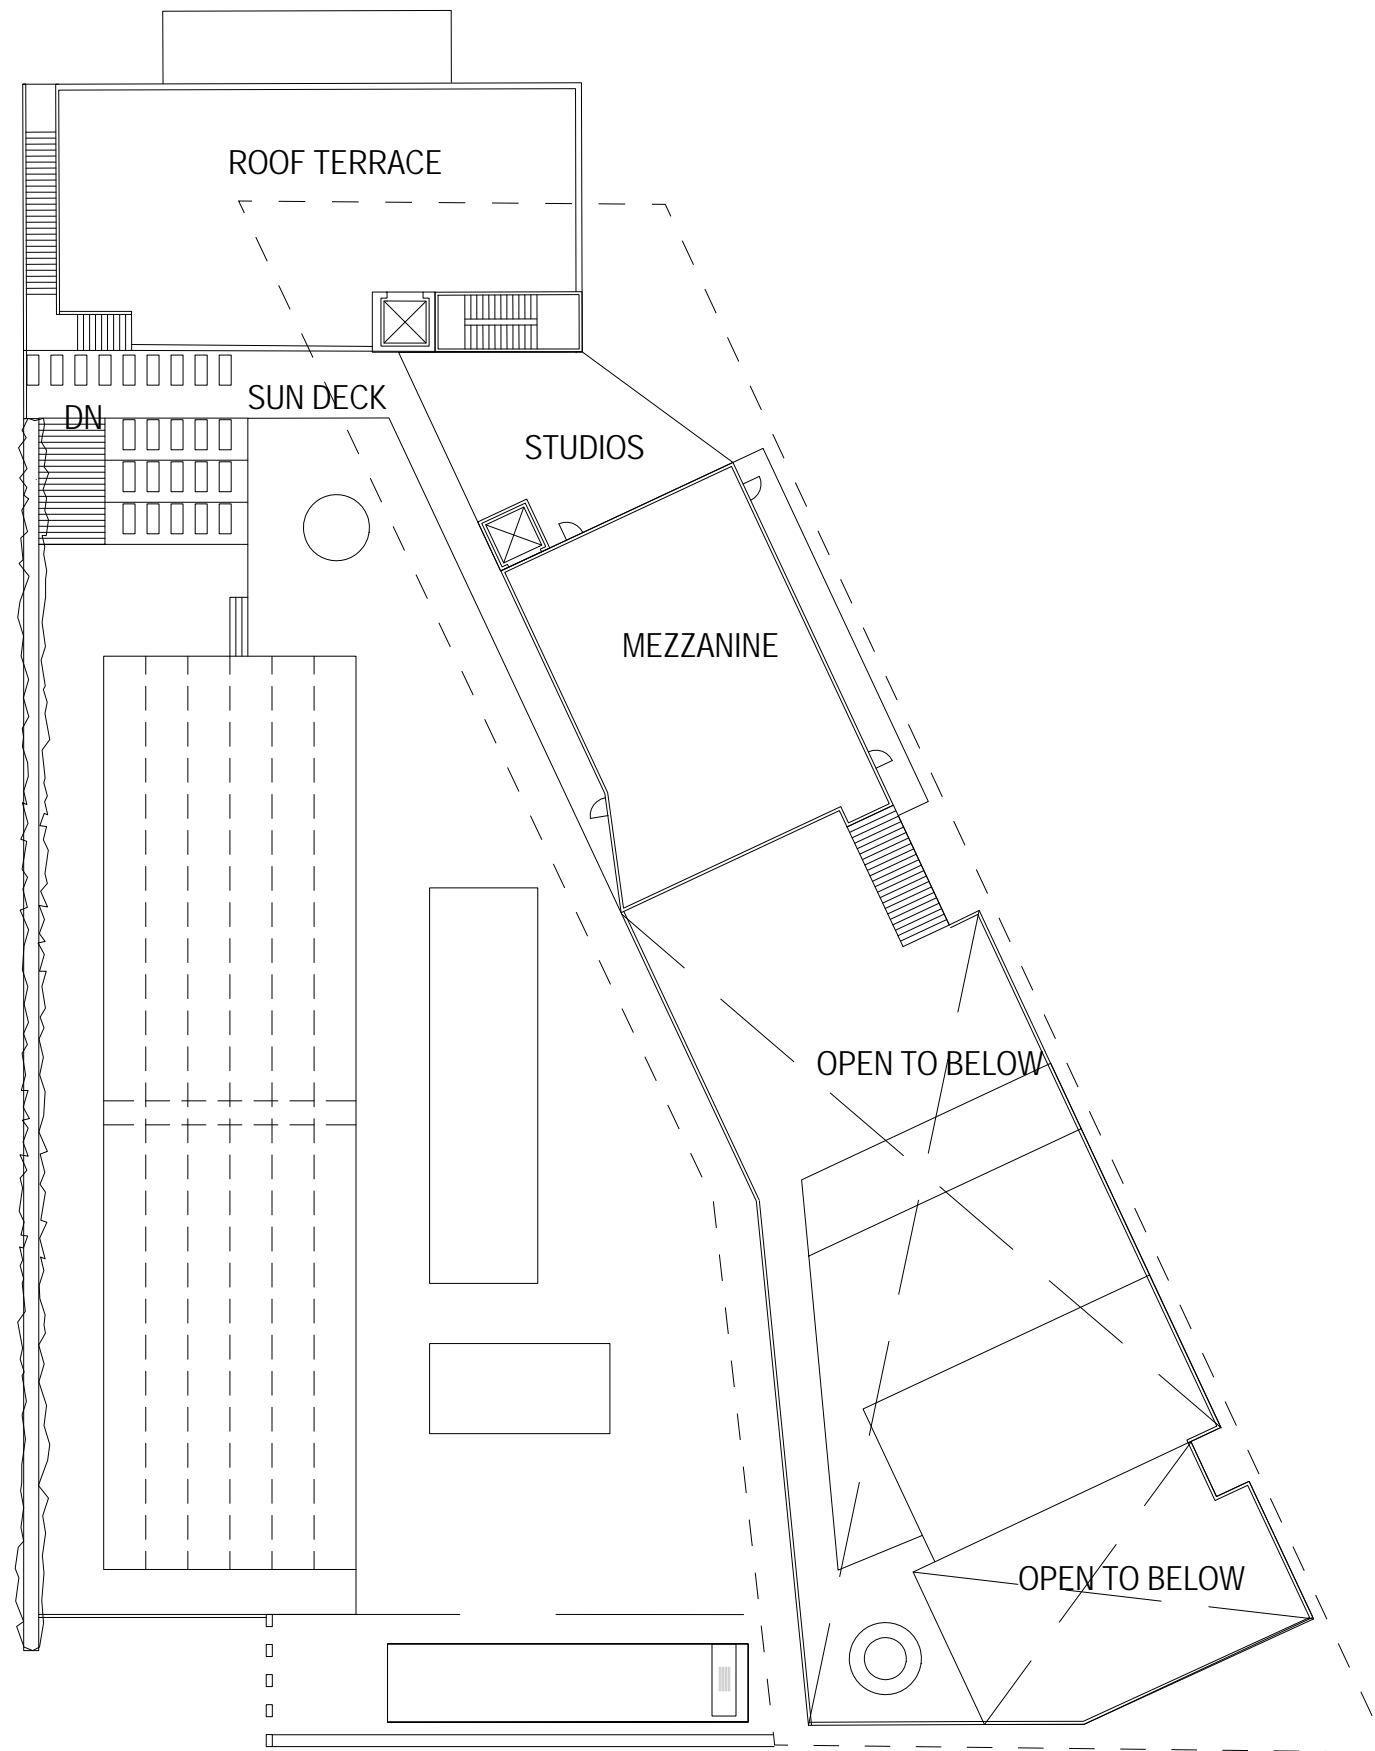 ROOF TERRACE
SUN DECK
DN
STUDIOS
MEZZANINE
OPEN TO BELOW
OPEN TO BELOW